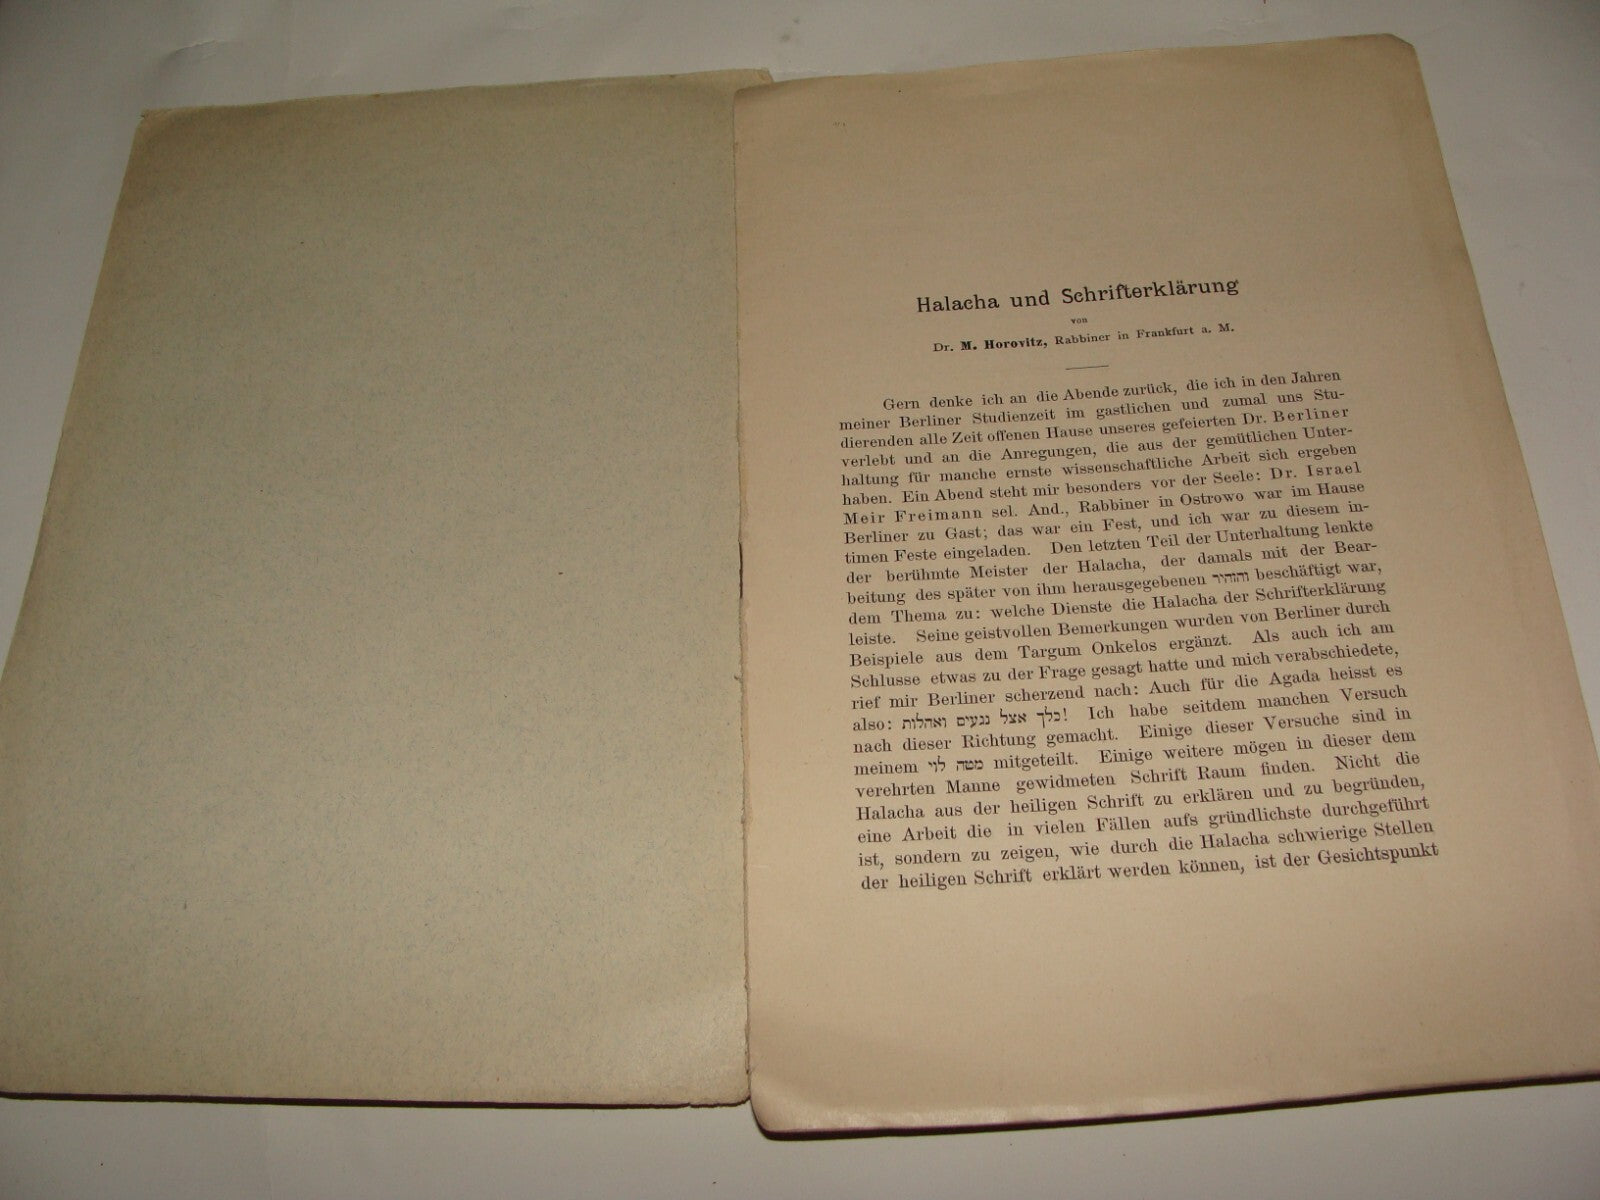 Halacha und Schrifterklärung
von
Dr. M. Horovitz, Rabbiner in Frankfurt a. M.
Gern denke ich an die Abende zurück, die ich in den Jahren
meiner Berliner Studienzeit im gastlichen und zumal uns Stu-
dierenden alle Zeit offenen Hause unseres gefeierten Dr. Berliner
verlebt und an die Anregungen, die aus der gemütlichen Unter-
haltung für manche ernste wissenschaftliche Arbeit sich ergeben
haben. Ein Abend steht mir besonders vor der Seele: Dr. Israel
Meir Freimann sel. And., Rabbiner in Ostrowo war im Hause
Berliner zu Gast; das war ein Fest, und ich war zu diesem in-
timen Feste eingeladen. Den letzten Teil der Unterhaltung lenkte
der berühmte Meister der Halacha, der damals mit der Bear-
beitung des später von ihm herausgegebenen והזהיר beschäftigt war,
dem Thema zu: welche Dienste die Halacha der Schrifterklärung
leiste. Seine geistvollen Bemerkungen wurden von Berliner durch
Beispiele aus dem Targum Onkelos ergänzt. Als auch ich am
Schlusse etwas zu der Frage gesagt hatte und mich verabschiedete,
rief mir Berliner scherzend nach: Auch für die Agada heisst es
also: כלך אצל נגעים ואהלות! Ich habe seitdem manchen Versuch
nach dieser Richtung gemacht. Einige dieser Versuche sind in
meinem מטה לוי mitgeteilt. Einige weitere mögen in dieser dem
verehrten Manne gewidmeten Schrift Raum finden. Nicht die
Halacha aus der heiligen Schrift zu erklären und zu begründen,
eine Arbeit die in vielen Fällen aufs gründlichste durchgeführt
ist, sondern zu zeigen, wie durch die Halacha schwierige Stellen
der heiligen Schrift erklärt werden können, ist der Gesichtspunkt